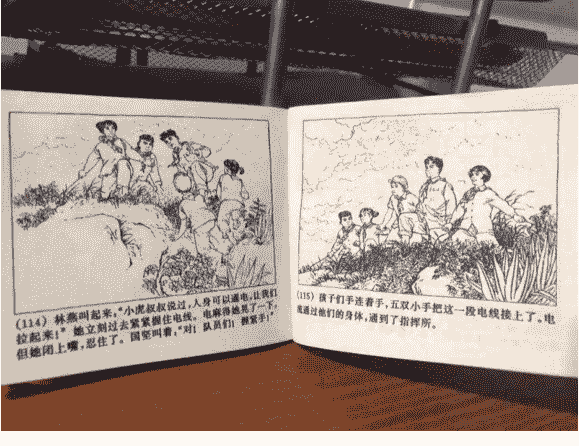 (114) 林燕叫起来,“小虎叔叔说过,人身可以通电,让我们
拉起来!”她立刻过去紧紧握住电线。电麻得她晃了一下,
但她闭上嘴,忍住了。国坚叫着,“对!队员们!握紧手!”
(115) 孩子们手连着手,五双小手把这一段电线接上了。电
流通过他们的身体,通到了指挥所。